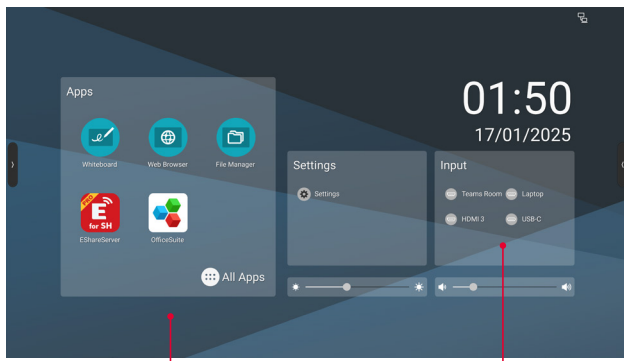 01:50
17/01/2025
Apps
Whiteboard
Web Browser
File Manager
PRO
E
for SH
EShareServer
OfficeSuite
All Apps
Settings
Settings
Input
Teams Room
Laptop
HDMI 3
USB-C